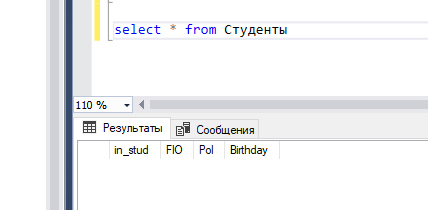 select * from Студенты
110 %
Результаты Сообщения
in_stud FIO Pol Birthday